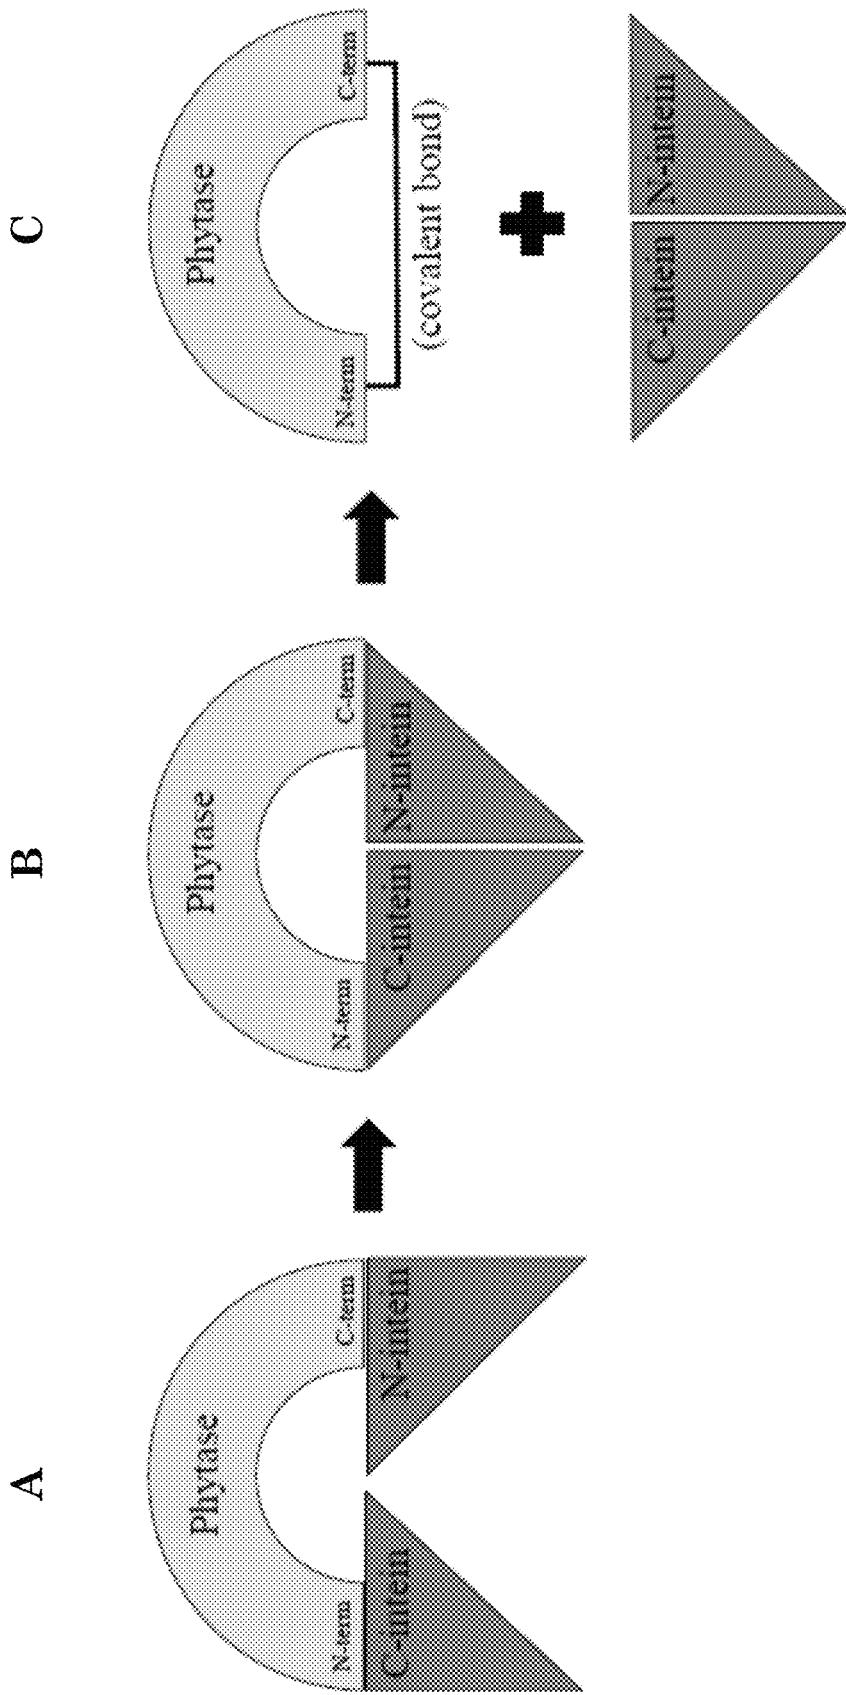 A
Phytase
N-term
C-term
C-intein
N-intein
B
Phytase
N-term
C-term
C-intein
N-intein
C
Phytase
N-term
C-term
(covalent bond)
C-intein
N-intein